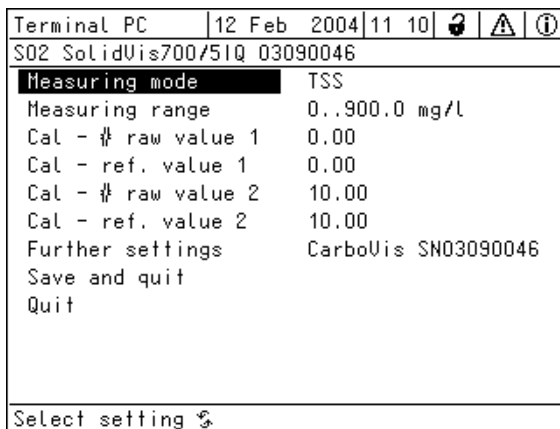 Terminal PC 12 Feb 2004 11 10
S02 SolidVis700/5IQ 03090046
Measuring mode TSS
Measuring range 0..900.0 mg/l
Cal - # raw value 1 0.00
Cal - ref. value 1 0.00
Cal - # raw value 2 10.00
Cal - ref. value 2 10.00
Further settings CarboVis SN03090046
Save and quit
Quit
Select setting